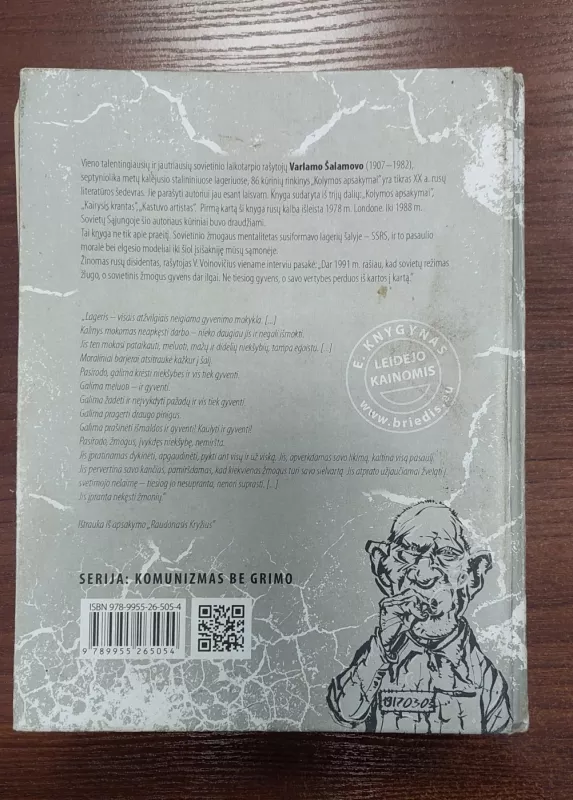 Vieno talentingiausių ir jautriausių sovietinio laikotarpio rašytojų Varlamo Šalamovo (1907–1982),
septyniolika metų kalėjusio stalininiuose lageriuose, 86 kūrinių rinkinys „Kolymos apsakymai" yra tikras XX a. rusų
literatūros šedevras. Jie parašyti autoriui jau esant laisvam. Knyga sudaryta iš trijų dalių: „Kolymos apsakymai",
„Kairysis krantas", „Kastuvo artistas". Pirmą kartą ši knyga rusų kalba išleista 1978 m. Londone. Iki 1988 m.
Sovietų Sąjungoje šio autoriaus kūriniai buvo draudžiami.
Tai knyga ne tik apie praeitį. Sovietinio žmogaus mentalitetas susiformavo lagerių šalyje – SSRS, ir to pasaulio
moralė bei elgesio modeliai iki šiol įsišakniję mūsų sąmonėje.
Žinomas rusų disidentas, rašytojas V. Voinovičius viename interviu pasakė: „Dar 1991 m. rašiau, kad sovietų režimas
žlugo, o sovietinis žmogus gyvens dar ilgai. Ne tiesiog gyvens, o savo vertybes perduos iš kartos į kartą."
„Lageris – visais atžvilgiais neigiama gyvenimo mokykla. [...]
Kalinys mokomas neapkęsti darbo – nieko daugiau jis ir negali išmokti.
Jis ten mokosi pataikauti, meluoti, mažų ir didelių niekšybių, tampa egoistu. [...]
Moraliniai barjerai atsitraukė kažkur į šalį.
Pasirodo, galima krėsti niekšybes ir vis tiek gyventi.
Galima meluoti – ir gyventi.
Galima žadėti ir neįvykdyti pažadų ir vis tiek gyventi.
Galima pragerti draugo pinigus.
Galima prašinėti išmaldos ir gyventi! Kaulyti ir gyventi!
Pasirodo, žmogus, įvykdęs niekšybę, nemiršta.
Jis įpratinamas dykinėti, apgaudinėti, pykti ant visų ir už viską. Jis, apverkdamas savo likimą, kaltina visą pasaulį.
Jis pervertina savo kančias, pamiršdamas, kad kiekvienas žmogus turi savo sielvartą. Jis atprato užjaučiamai žvelgti į
svetimojo nelaimę – tiesiog jo nesupranta, nenori suprasti. [...]
Jis įpranta nekęsti žmonių."
Ištrauka iš apsakymo „Raudonasis Kryžius"
E. KNYGYNAS
LEIDĖJO
KAINOMIS
www.briedis.eu
SERIJA: KOMUNIZMAS BE GRIMO
ISBN 978-9955-26-505-4
9 789955 265054